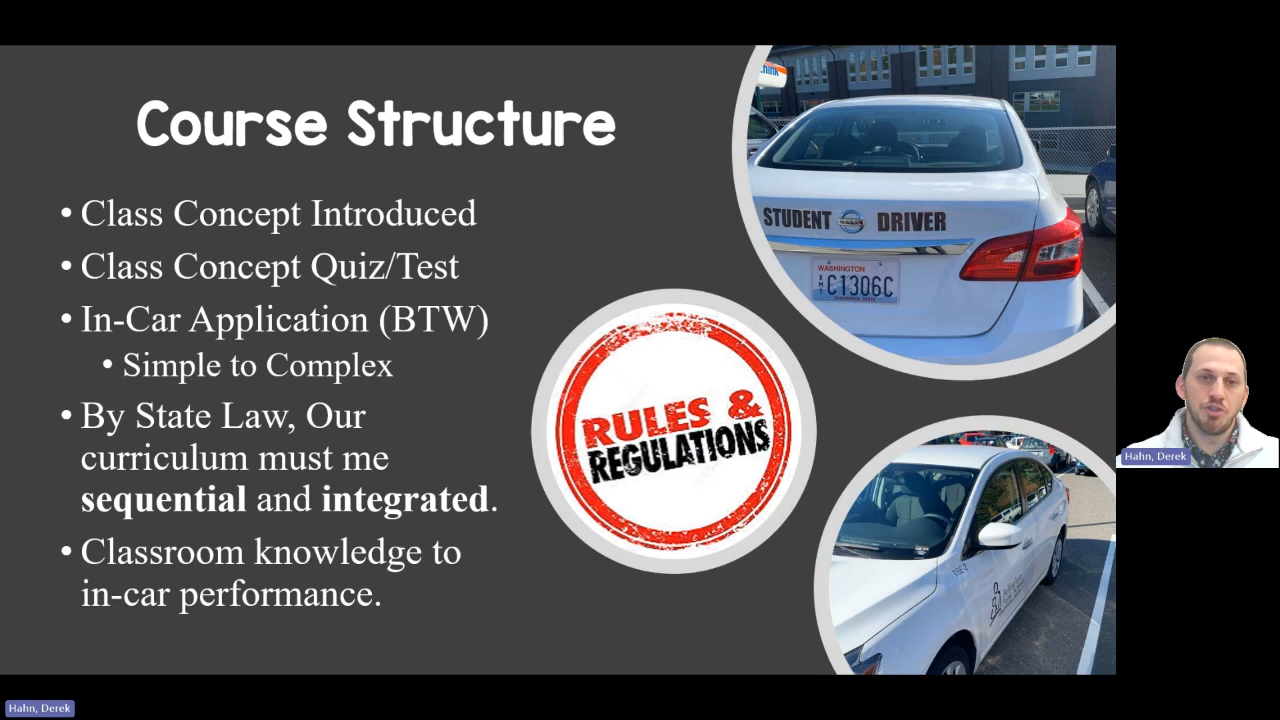 Course Structure
• Class Concept Introduced
• Class Concept Quiz/Test
• In-Car Application (BTW)
• Simple to Complex
• By State Law, Our
curriculum must me
sequential and integrated.
• Classroom knowledge to
in-car performance.
RULES &
REGULATIONS
think
STUDENT NISSAN DRIVER
WASHINGTON
C1306C
Hahn, Derek
Hahn, Derek